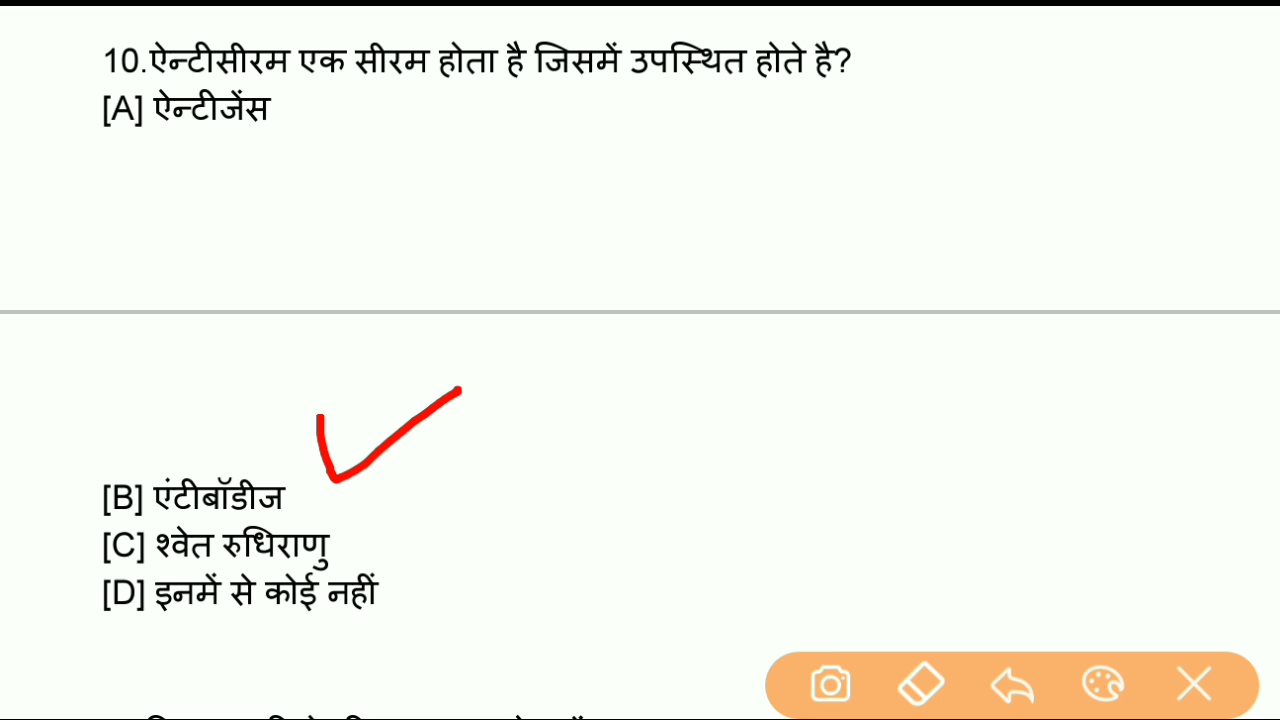 10.ऐन्टीसीरम एक सीरम होता है जिसमें उपस्थित होते है?
[A] ऐन्टीजेंस
[B] एंटीबॉडीज
[C] श्वेत रुधिराणु
[D] इनमें से कोई नहीं